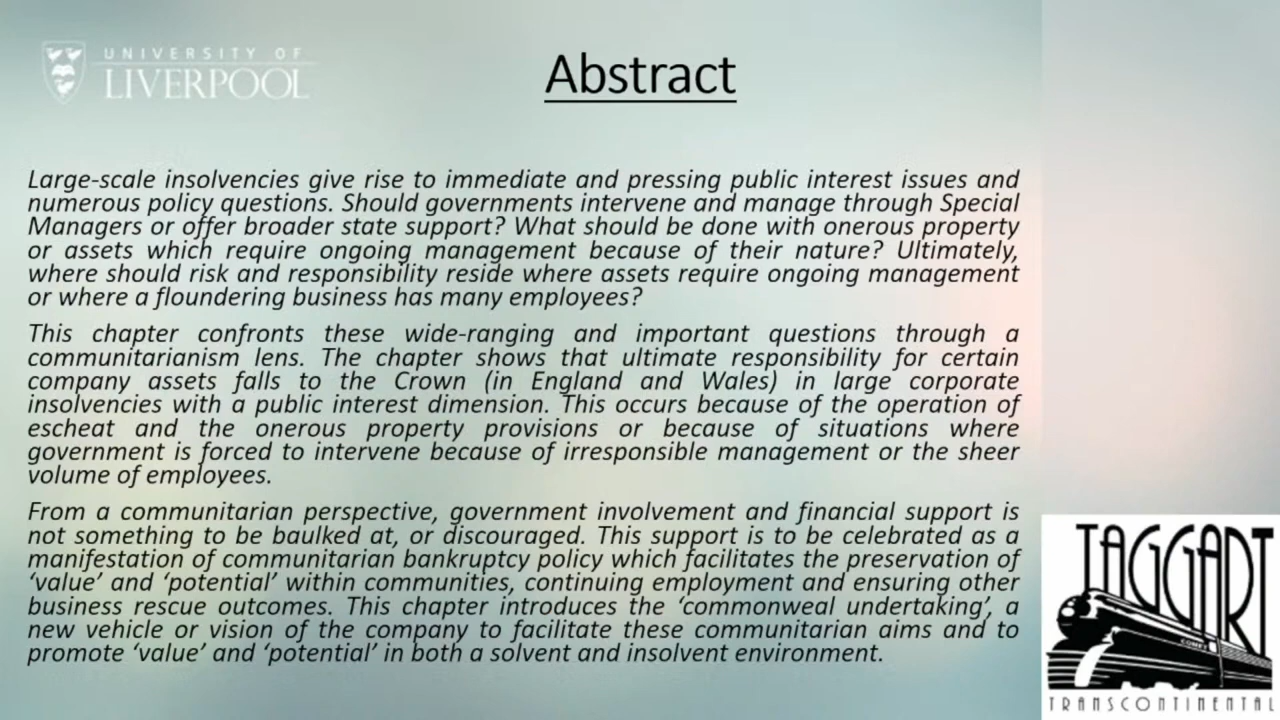 UNIVERSITY OF
LIVERPOOL
Abstract
Large-scale insolvencies give rise to immediate and pressing public interest issues and
numerous policy questions. Should governments intervene and manage through Special
Managers or offer broader state support? What should be done with onerous property
or assets which require ongoing management because of their nature? Ultimately,
where should risk and responsibility reside where assets require ongoing management
or where a floundering business has many employees?
This chapter confronts these wide-ranging and important questions through a
communitarianism lens. The chapter shows that ultimate responsibility for certain
company assets falls to the Crown (in England and Wales) in large corporate
insolvencies with a public interest dimension. This occurs because of the operation of
escheat and the onerous property provisions or because of situations where
government is forced to intervene because of irresponsible management or the sheer
volume of employees.
From a communitarian perspective, government involvement and financial support is
not something to be baulked at, or discouraged. This support is to be celebrated as a
manifestation of communitarian bankruptcy policy which facilitates the preservation of
‘value’ and ‘potential’ within communities, continuing employment and ensuring other
business rescue outcomes. This chapter introduces the ‘commonweal undertaking’, a
new vehicle or vision of the company to facilitate these communitarian aims and to
promote ‘value’ and ‘potential’ in both a solvent and insolvent environment.
TAGGART
TRANSCONTINENTAL